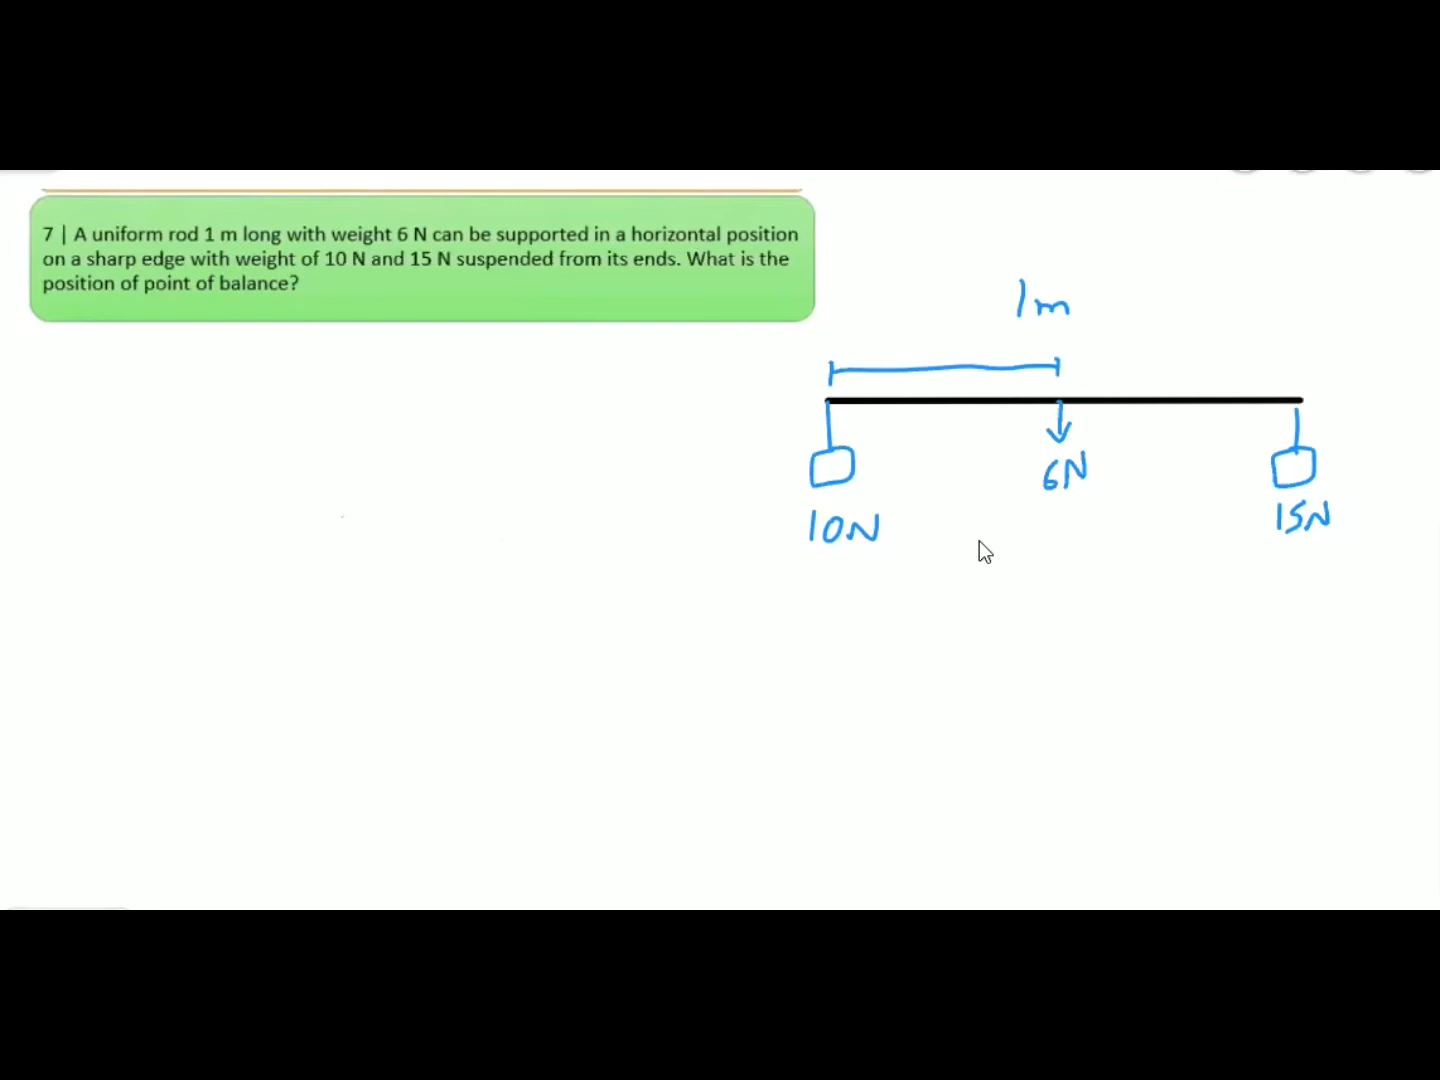 7 | A uniform rod 1 m long with weight 6 N can be supported in a horizontal position
on a sharp edge with weight of 10 N and 15 N suspended from its ends. What is the
position of point of balance?
1m
6N
10N
15N